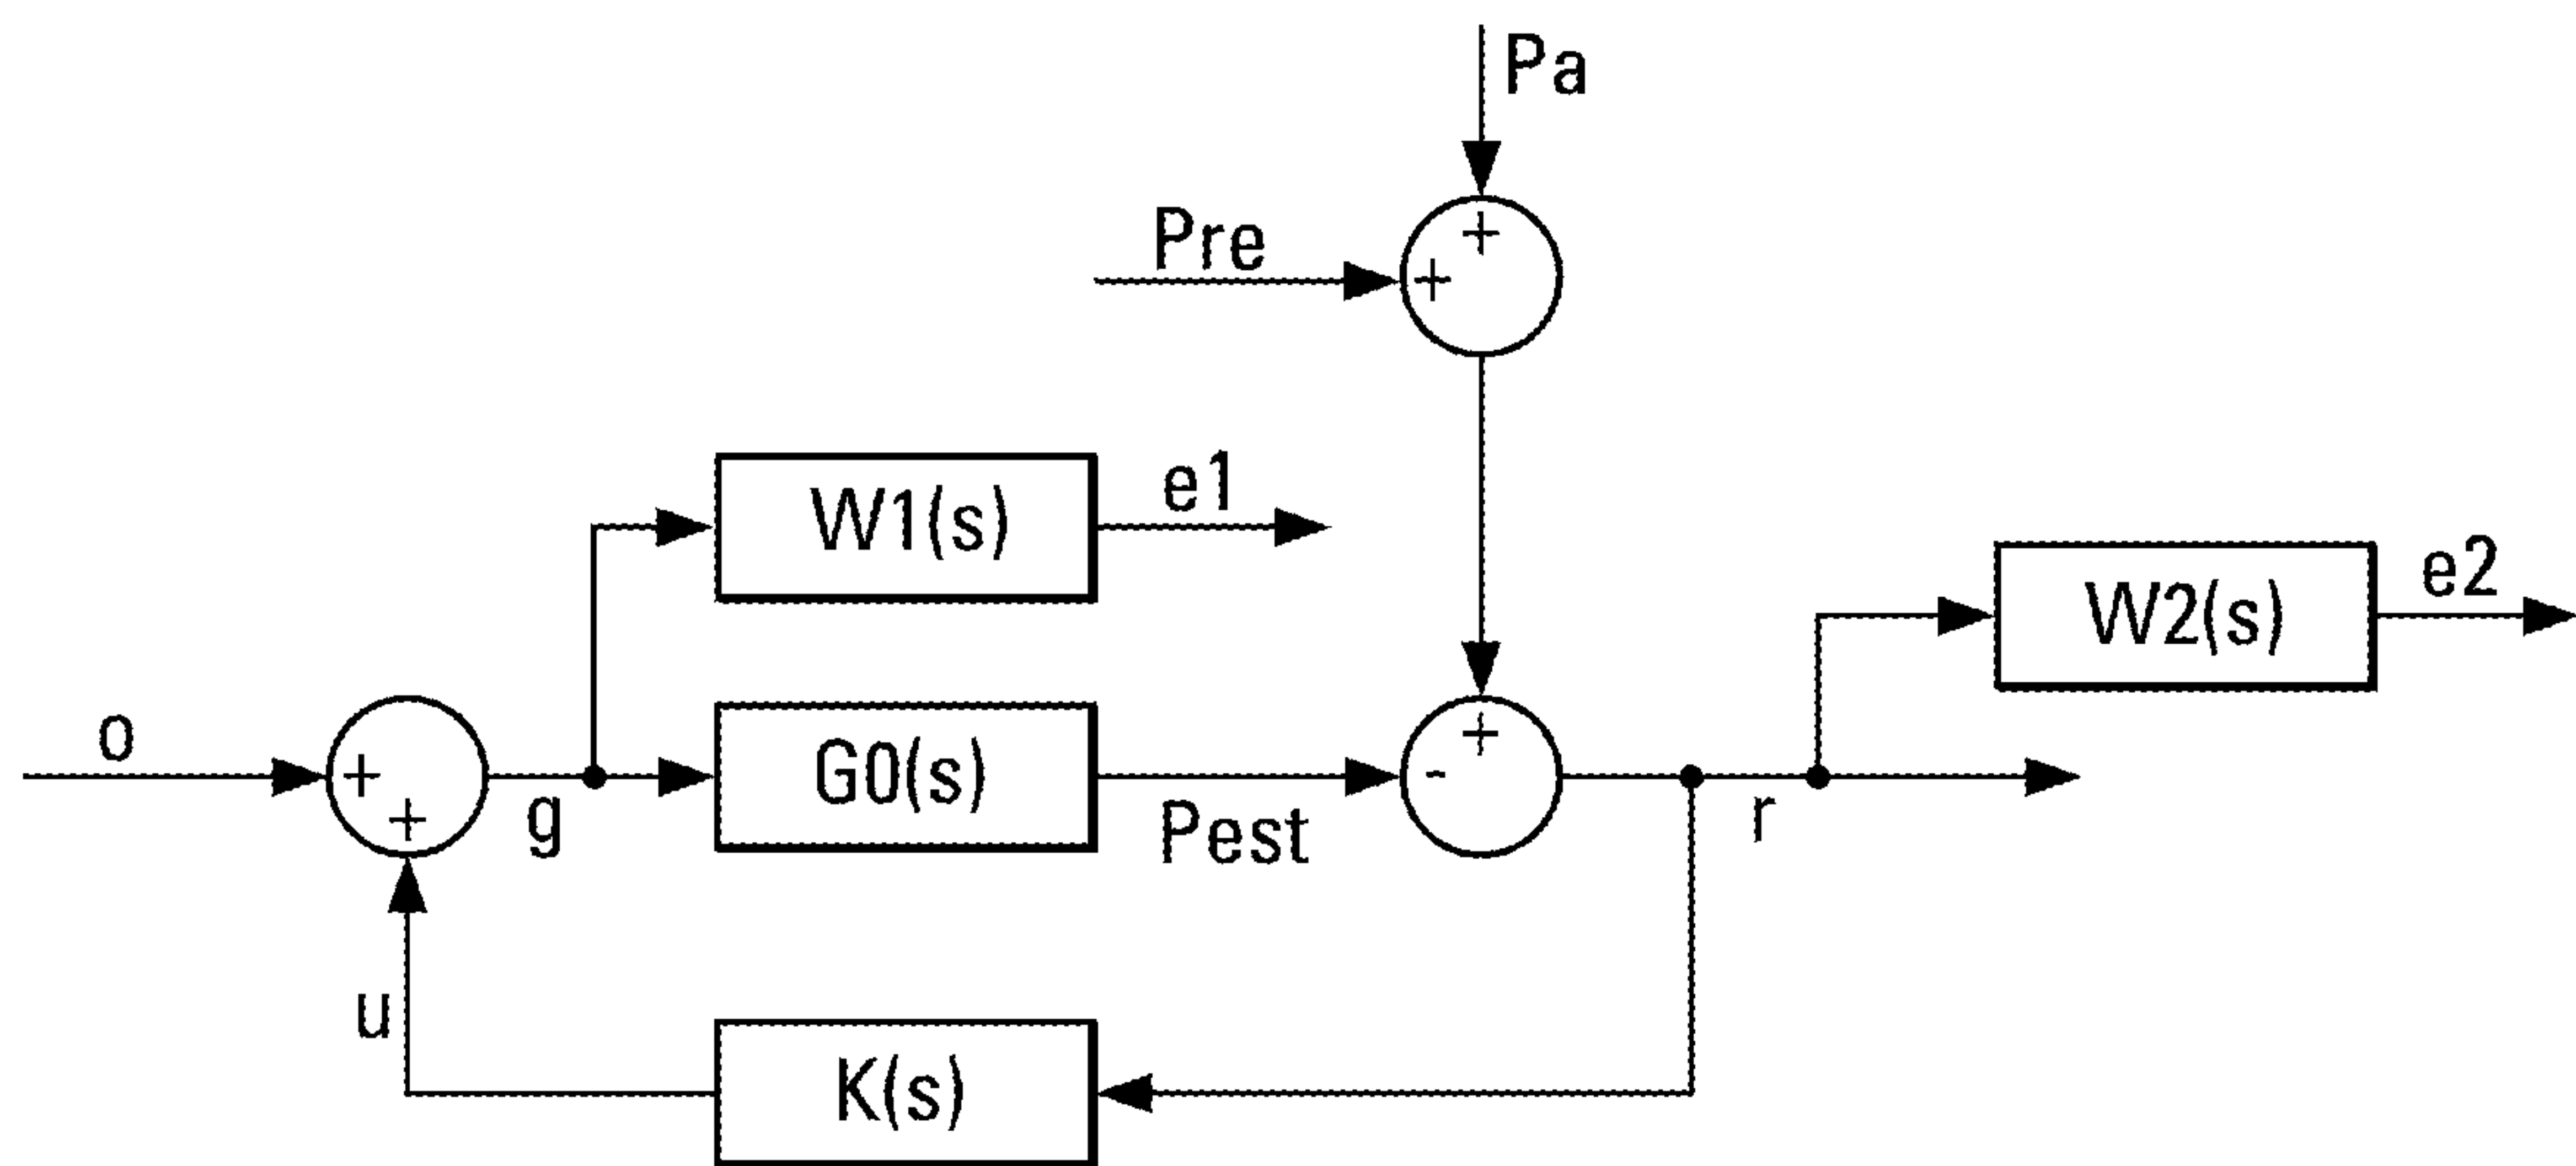 Pa
+
Pre
+
W1(s)
e1
W2(s)
e2
o
+
+
g
G0(s)
Pest
+
-
r
u
K(s)